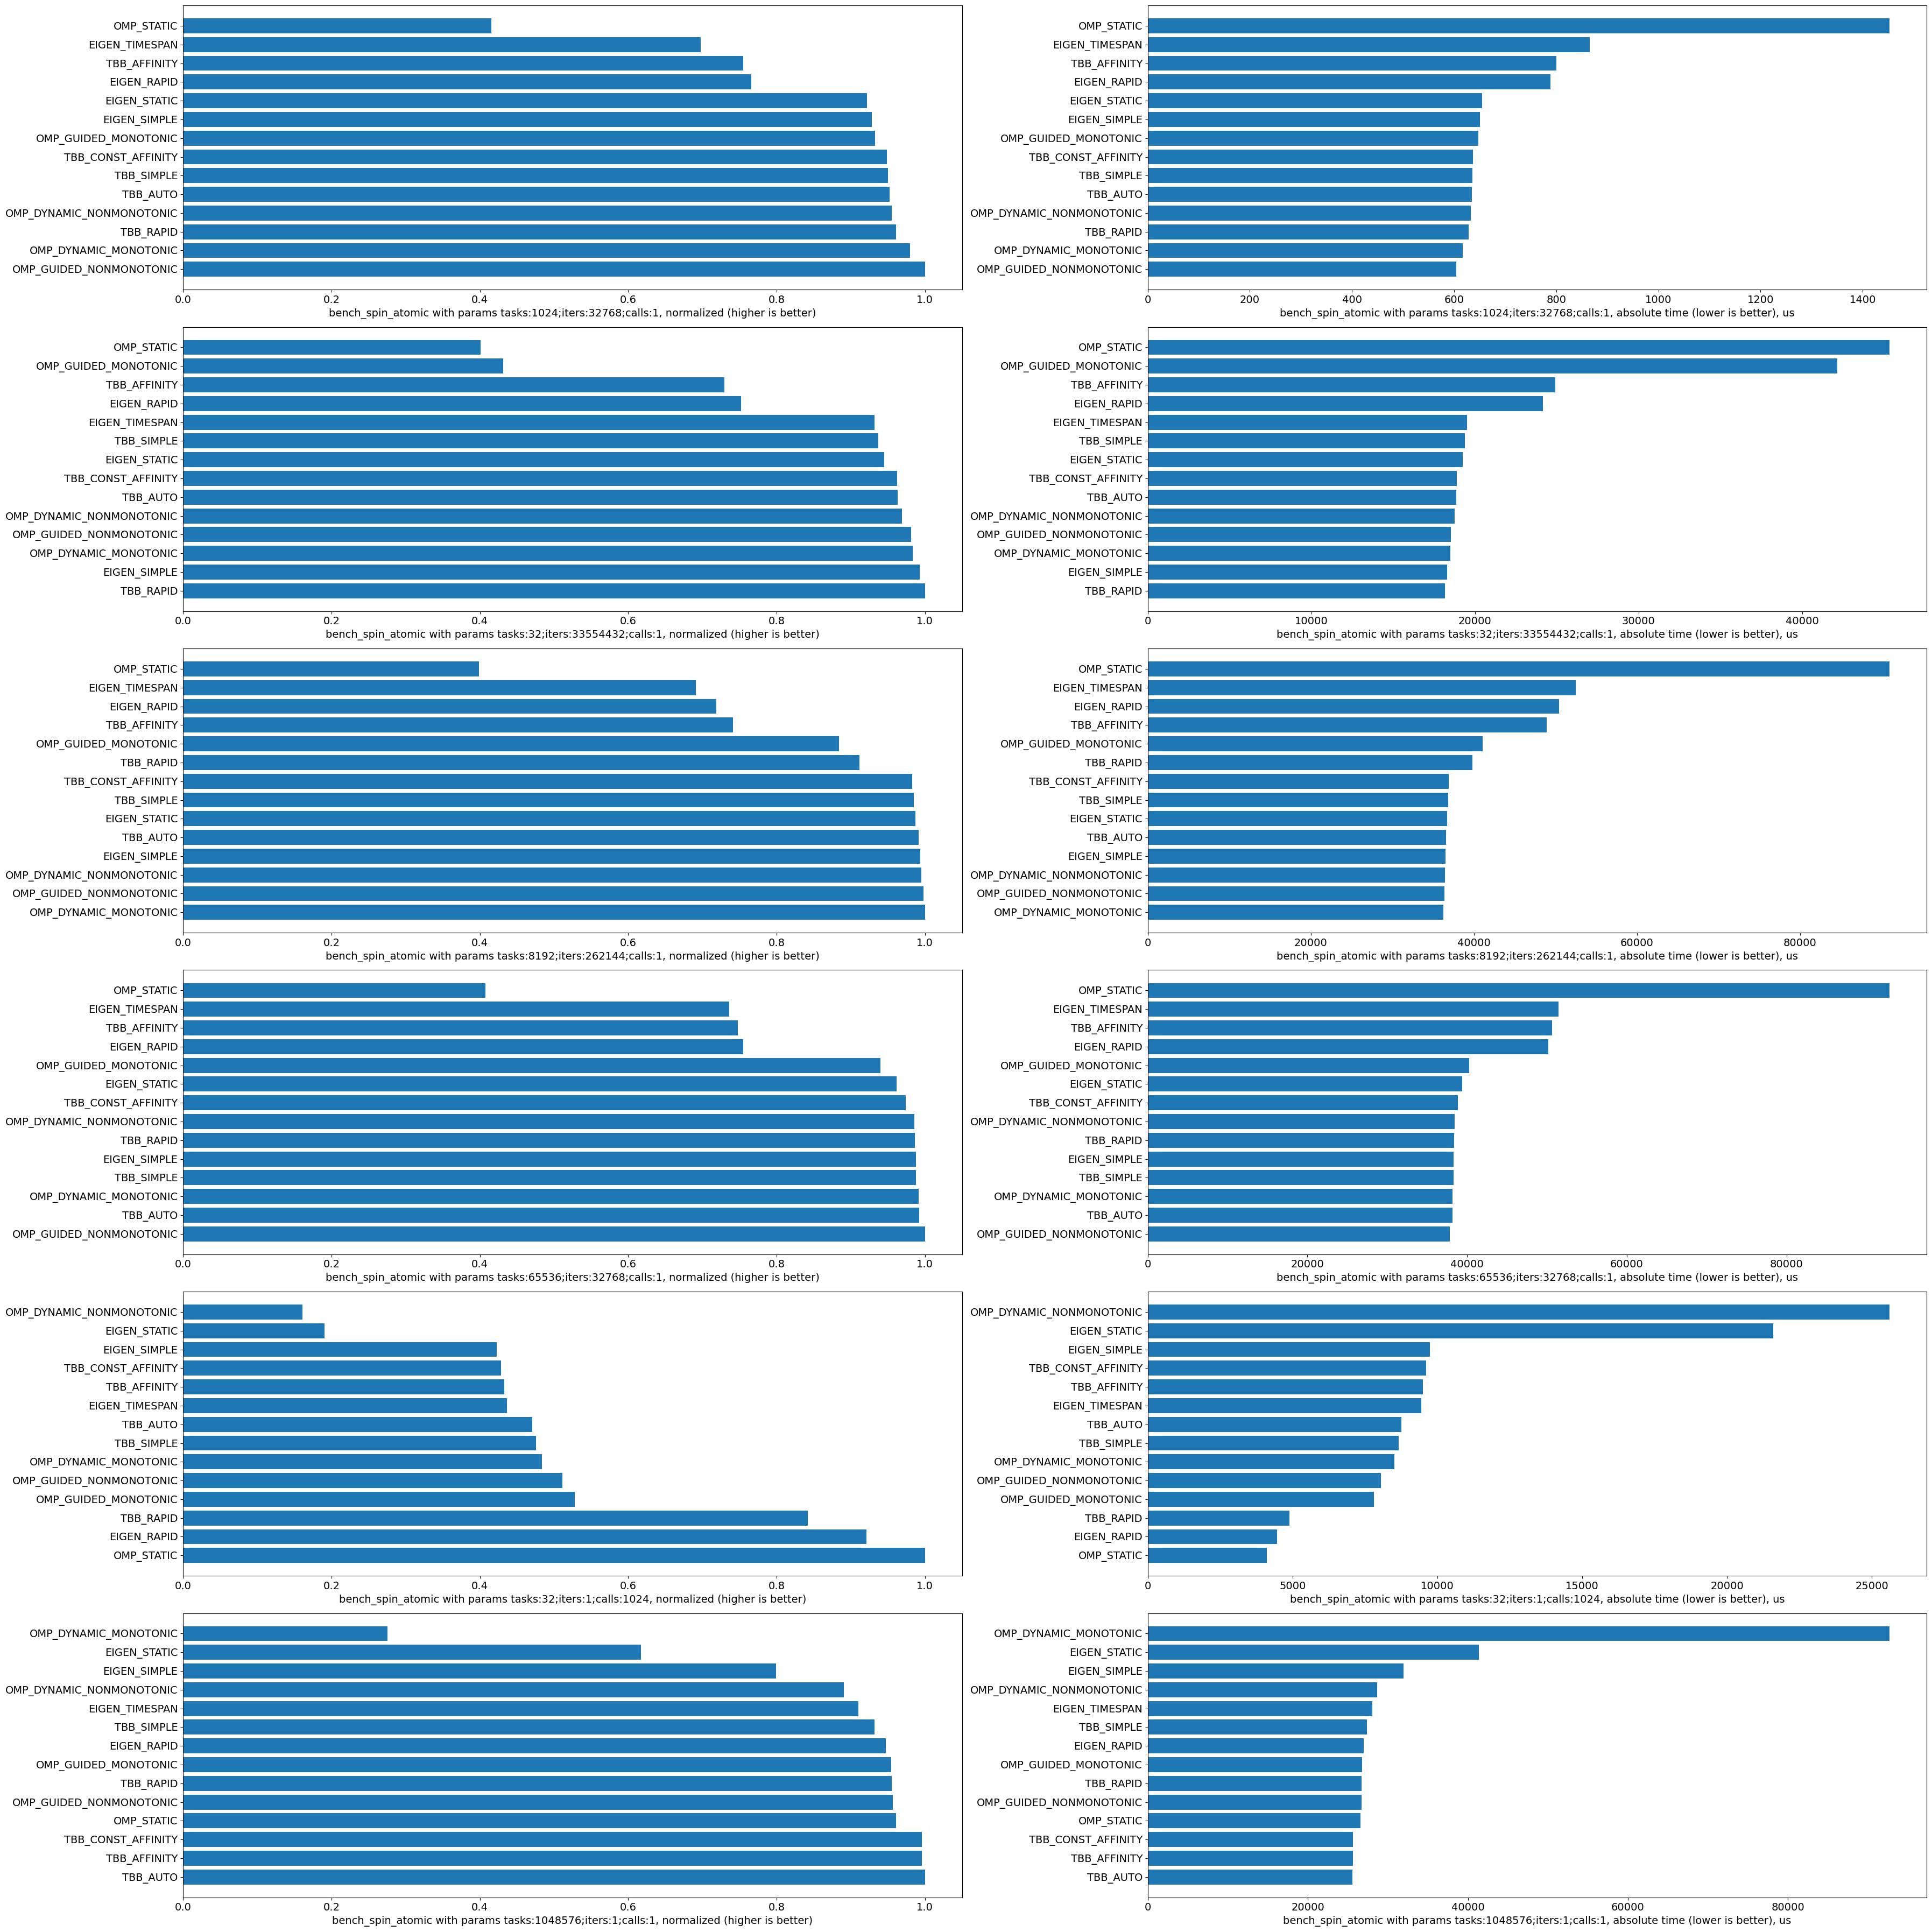 OMP_STATIC
EIGEN_TIMESPAN
TBB_AFFINITY
EIGEN_RAPID
EIGEN_STATIC
EIGEN_SIMPLE
OMP_GUIDED_MONOTONIC
TBB_CONST_AFFINITY
TBB_SIMPLE
TBB_AUTO
OMP_DYNAMIC_NONMONOTONIC
TBB_RAPID
OMP_DYNAMIC_MONOTONIC
OMP_GUIDED_NONMONOTONIC
0.0 0.2 0.4 0.6 0.8 1.0
bench_spin_atomic with params tasks:1024;iters:32768;calls:1, normalized (higher is better)
OMP_STATIC
EIGEN_TIMESPAN
TBB_AFFINITY
EIGEN_RAPID
EIGEN_STATIC
EIGEN_SIMPLE
OMP_GUIDED_MONOTONIC
TBB_CONST_AFFINITY
TBB_SIMPLE
TBB_AUTO
OMP_DYNAMIC_NONMONOTONIC
TBB_RAPID
OMP_DYNAMIC_MONOTONIC
OMP_GUIDED_NONMONOTONIC
0 200 400 600 800 1000 1200 1400
bench_spin_atomic with params tasks:1024;iters:32768;calls:1, absolute time (lower is better), us
OMP_STATIC
OMP_GUIDED_MONOTONIC
TBB_AFFINITY
EIGEN_RAPID
EIGEN_TIMESPAN
TBB_SIMPLE
EIGEN_STATIC
TBB_CONST_AFFINITY
TBB_AUTO
OMP_DYNAMIC_NONMONOTONIC
OMP_GUIDED_NONMONOTONIC
OMP_DYNAMIC_MONOTONIC
EIGEN_SIMPLE
TBB_RAPID
0.0 0.2 0.4 0.6 0.8 1.0
bench_spin_atomic with params tasks:32;iters:33554432;calls:1, normalized (higher is better)
OMP_STATIC
OMP_GUIDED_MONOTONIC
TBB_AFFINITY
EIGEN_RAPID
EIGEN_TIMESPAN
TBB_SIMPLE
EIGEN_STATIC
TBB_CONST_AFFINITY
TBB_AUTO
OMP_DYNAMIC_NONMONOTONIC
OMP_GUIDED_NONMONOTONIC
OMP_DYNAMIC_MONOTONIC
EIGEN_SIMPLE
TBB_RAPID
0 10000 20000 30000 40000
bench_spin_atomic with params tasks:32;iters:33554432;calls:1, absolute time (lower is better), us
OMP_STATIC
EIGEN_TIMESPAN
EIGEN_RAPID
TBB_AFFINITY
OMP_GUIDED_MONOTONIC
TBB_RAPID
TBB_CONST_AFFINITY
TBB_SIMPLE
EIGEN_STATIC
TBB_AUTO
EIGEN_SIMPLE
OMP_DYNAMIC_NONMONOTONIC
OMP_GUIDED_NONMONOTONIC
OMP_DYNAMIC_MONOTONIC
0.0 0.2 0.4 0.6 0.8 1.0
bench_spin_atomic with params tasks:8192;iters:262144;calls:1, normalized (higher is better)
OMP_STATIC
EIGEN_TIMESPAN
EIGEN_RAPID
TBB_AFFINITY
OMP_GUIDED_MONOTONIC
TBB_RAPID
TBB_CONST_AFFINITY
TBB_SIMPLE
EIGEN_STATIC
TBB_AUTO
EIGEN_SIMPLE
OMP_DYNAMIC_NONMONOTONIC
OMP_GUIDED_NONMONOTONIC
OMP_DYNAMIC_MONOTONIC
0 20000 40000 60000 80000
bench_spin_atomic with params tasks:8192;iters:262144;calls:1, absolute time (lower is better), us
OMP_STATIC
EIGEN_TIMESPAN
TBB_AFFINITY
EIGEN_RAPID
OMP_GUIDED_MONOTONIC
EIGEN_STATIC
TBB_CONST_AFFINITY
OMP_DYNAMIC_NONMONOTONIC
TBB_RAPID
EIGEN_SIMPLE
TBB_SIMPLE
OMP_DYNAMIC_MONOTONIC
TBB_AUTO
OMP_GUIDED_NONMONOTONIC
0.0 0.2 0.4 0.6 0.8 1.0
bench_spin_atomic with params tasks:65536;iters:32768;calls:1, normalized (higher is better)
OMP_STATIC
EIGEN_TIMESPAN
TBB_AFFINITY
EIGEN_RAPID
OMP_GUIDED_MONOTONIC
EIGEN_STATIC
TBB_CONST_AFFINITY
OMP_DYNAMIC_NONMONOTONIC
TBB_RAPID
EIGEN_SIMPLE
TBB_SIMPLE
OMP_DYNAMIC_MONOTONIC
TBB_AUTO
OMP_GUIDED_NONMONOTONIC
0 20000 40000 60000 80000
bench_spin_atomic with params tasks:65536;iters:32768;calls:1, absolute time (lower is better), us
OMP_DYNAMIC_NONMONOTONIC
EIGEN_STATIC
EIGEN_SIMPLE
TBB_CONST_AFFINITY
TBB_AFFINITY
EIGEN_TIMESPAN
TBB_AUTO
TBB_SIMPLE
OMP_DYNAMIC_MONOTONIC
OMP_GUIDED_NONMONOTONIC
OMP_GUIDED_MONOTONIC
TBB_RAPID
EIGEN_RAPID
OMP_STATIC
0.0 0.2 0.4 0.6 0.8 1.0
bench_spin_atomic with params tasks:32;iters:1;calls:1024, normalized (higher is better)
OMP_DYNAMIC_NONMONOTONIC
EIGEN_STATIC
EIGEN_SIMPLE
TBB_CONST_AFFINITY
TBB_AFFINITY
EIGEN_TIMESPAN
TBB_AUTO
TBB_SIMPLE
OMP_DYNAMIC_MONOTONIC
OMP_GUIDED_NONMONOTONIC
OMP_GUIDED_MONOTONIC
TBB_RAPID
EIGEN_RAPID
OMP_STATIC
0 5000 10000 15000 20000 25000
bench_spin_atomic with params tasks:32;iters:1;calls:1024, absolute time (lower is better), us
OMP_DYNAMIC_MONOTONIC
EIGEN_STATIC
EIGEN_SIMPLE
OMP_DYNAMIC_NONMONOTONIC
EIGEN_TIMESPAN
TBB_SIMPLE
EIGEN_RAPID
OMP_GUIDED_MONOTONIC
TBB_RAPID
OMP_GUIDED_NONMONOTONIC
OMP_STATIC
TBB_CONST_AFFINITY
TBB_AFFINITY
TBB_AUTO
0.0 0.2 0.4 0.6 0.8 1.0
bench_spin_atomic with params tasks:1048576;iters:1;calls:1, normalized (higher is better)
OMP_DYNAMIC_MONOTONIC
EIGEN_STATIC
EIGEN_SIMPLE
OMP_DYNAMIC_NONMONOTONIC
EIGEN_TIMESPAN
TBB_SIMPLE
EIGEN_RAPID
OMP_GUIDED_MONOTONIC
TBB_RAPID
OMP_GUIDED_NONMONOTONIC
OMP_STATIC
TBB_CONST_AFFINITY
TBB_AFFINITY
TBB_AUTO
0 20000 40000 60000 80000
bench_spin_atomic with params tasks:1048576;iters:1;calls:1, absolute time (lower is better), us